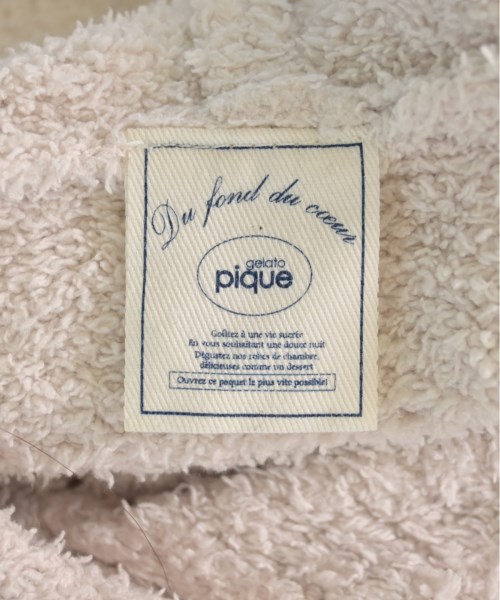 Du fond du cœur
gelato
pique
Goûtez à une vie sucrée
En vous souhaitant une douce nuit
Dégustez nos robes de chamber,
délicieuses comme un dessert
Ouvrez ce paquet le plus vite possible!